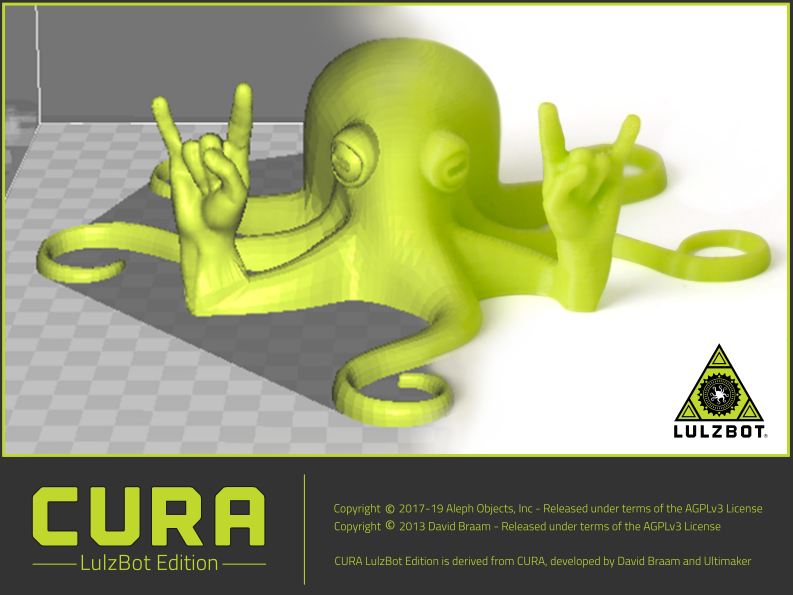 LULZBOT®
CURA
LulzBot Edition
Copyright © 2017-19 Aleph Objects, Inc - Released under terms of the AGPLv3 License
Copyright © 2013 David Braam - Released under terms of the AGPLv3 License
CURA LulzBot Edition is derived from CURA, developed by David Braam and Ultimaker